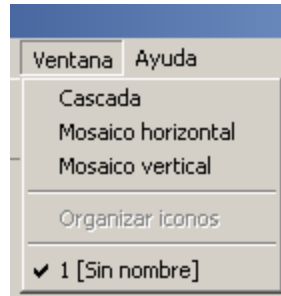 Ventana Ayuda
Cascada
Mosaico horizontal
Mosaico vertical
Organizar iconos
✔ 1 [Sin nombre]